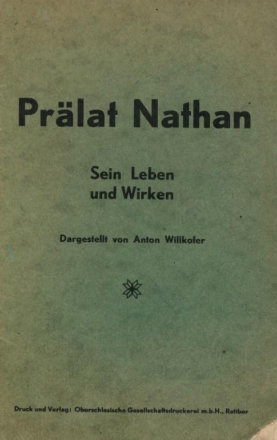 Prälat Nathan
Sein Leben
und Wirken
Dargestellt von Anton Willkofer
Druck und Verlag: Oberschlesische Gesellschaftsdruckerei m.b.H., Ratibor